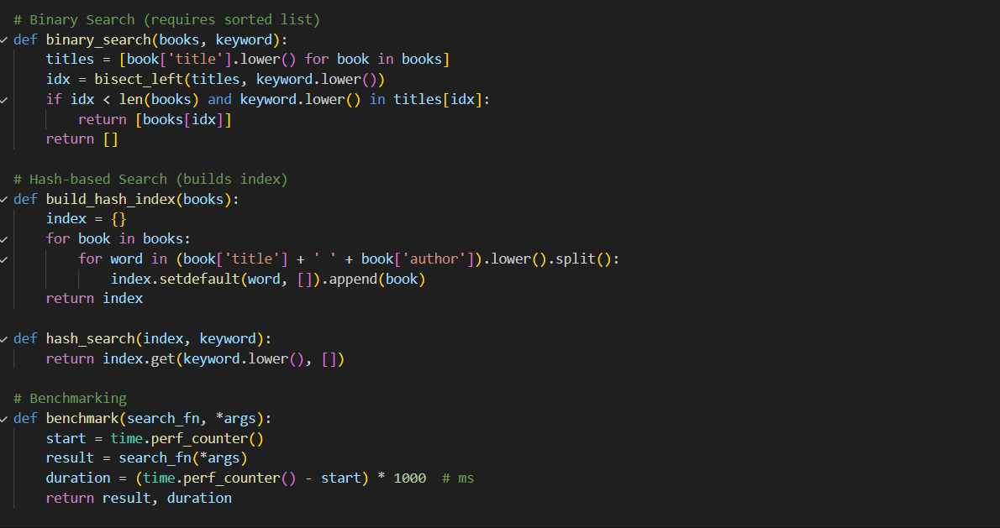 # Binary Search (requires sorted list)
def binary_search(books, keyword):
    titles = [book['title'].lower() for book in books]
    idx = bisect_left(titles, keyword.lower())
    if idx < len(books) and keyword.lower() in titles[idx]:
        return [books[idx]]
    return []
# Hash-based Search (builds index)
def build_hash_index(books):
    index = {}
    for book in books:
        for word in (book['title'] + ' ' + book['author']).lower().split():
            index.setdefault(word, []).append(book)
    return index
def hash_search(index, keyword):
    return index.get(keyword.lower(), [])
# Benchmarking
def benchmark(search_fn, *args):
    start = time.perf_counter()
    result = search_fn(*args)
    duration = (time.perf_counter() - start) * 1000  # ms
    return result, duration